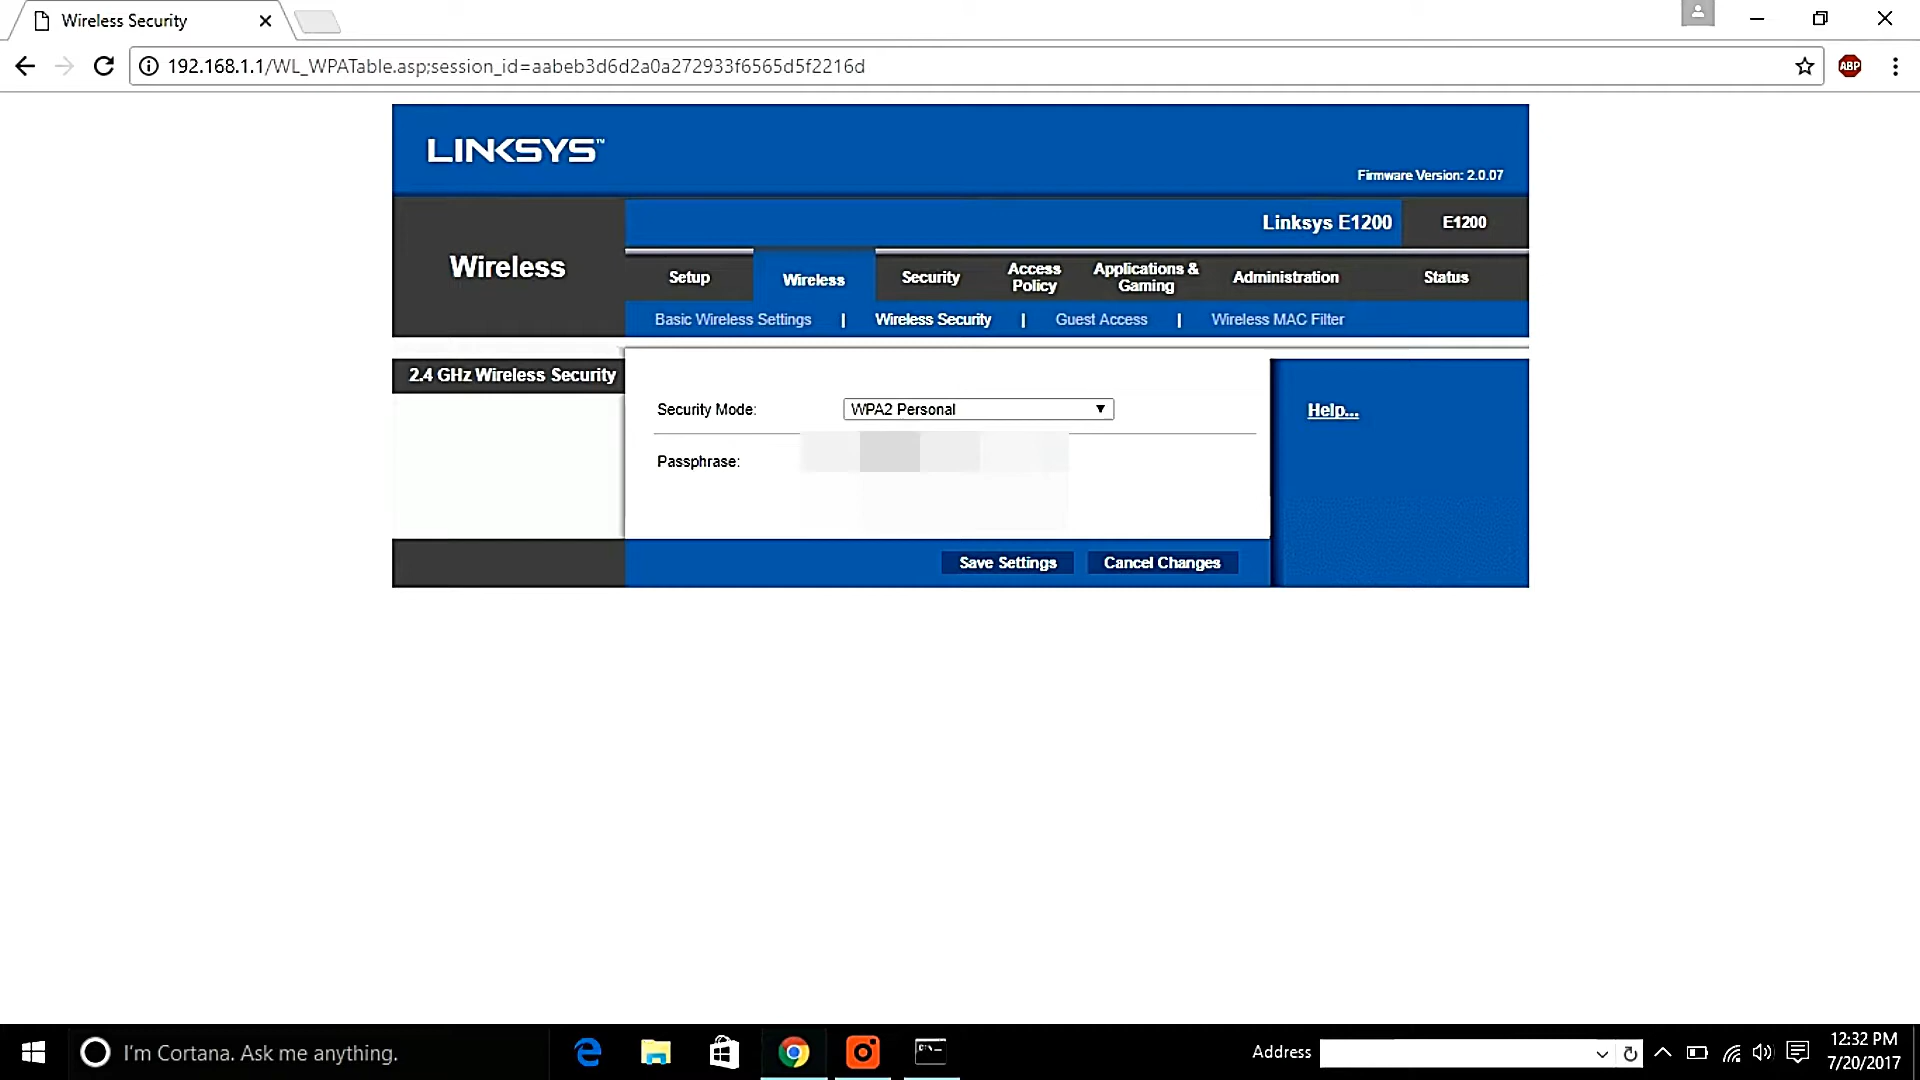 Wireless Security
192.168.1.1/WL_WPATable.asp;session_id=aabeb3d6d2a0a272933f6565d5f2216d
ABP
LINKSYS™
Firmware Version: 2.0.07
Linksys E1200
E1200
Wireless
Setup
Wireless
Security
Access
Policy
Applications &
Gaming
Administration
Status
Basic Wireless Settings | Wireless Security | Guest Access | Wireless MAC Filter
2.4 GHz Wireless Security
Security Mode:
WPA2 Personal
Help...
Passphrase:
Save Settings
Cancel Changes
I'm Cortana. Ask me anything.
Address
12:32 PM
7/20/2017